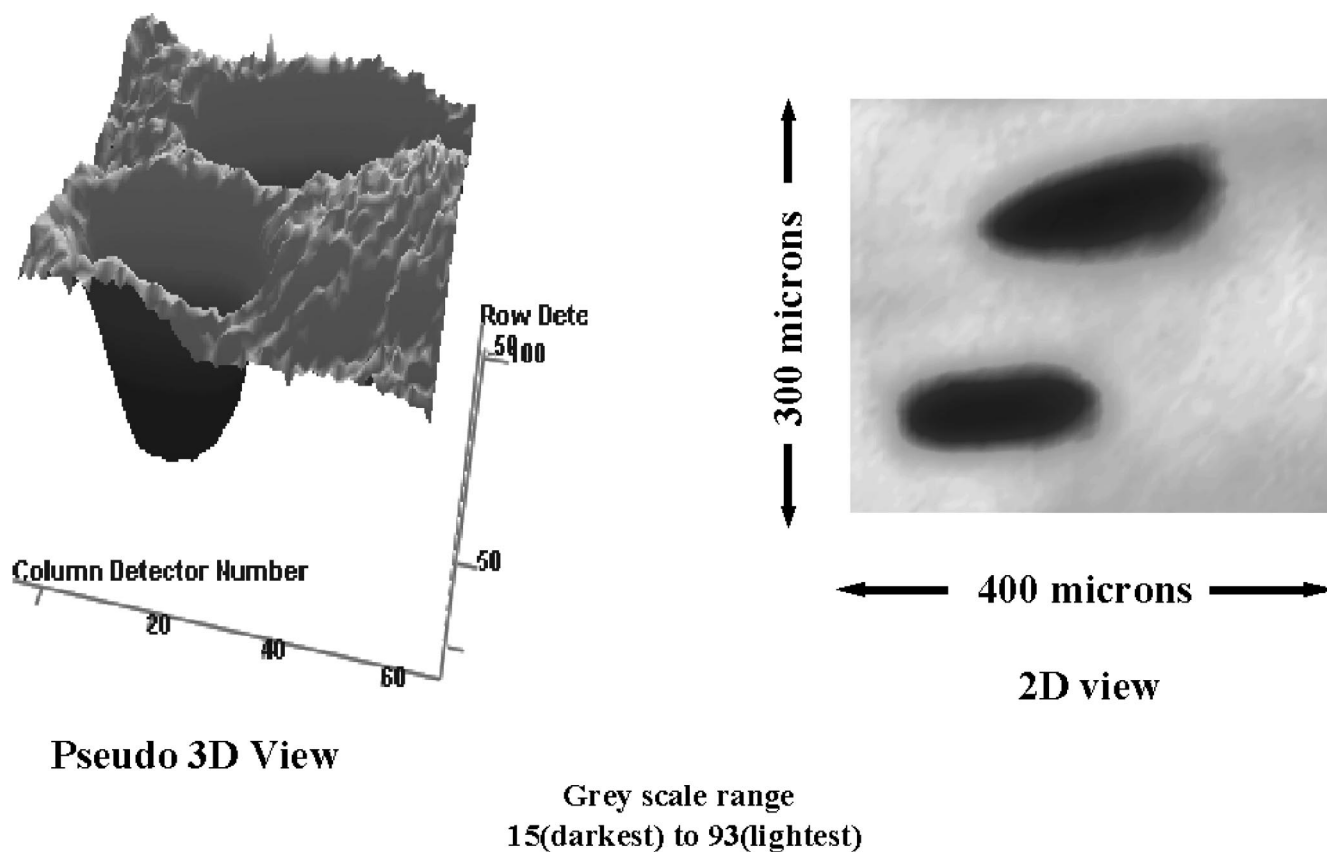 Row Dete
50
100
50
Column Detector Number
20
40
60
Pseudo 3D View
300 microns
400 microns
2D view
Grey scale range
15(darkest) to 93(lightest)